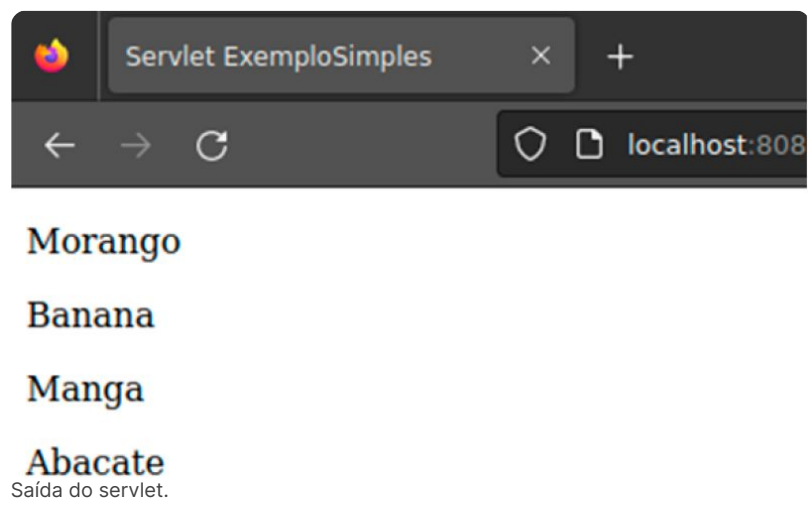 Servlet ExemploSimples
localhost:808
Morango
Banana
Manga
Abacate
Saída do servlet.